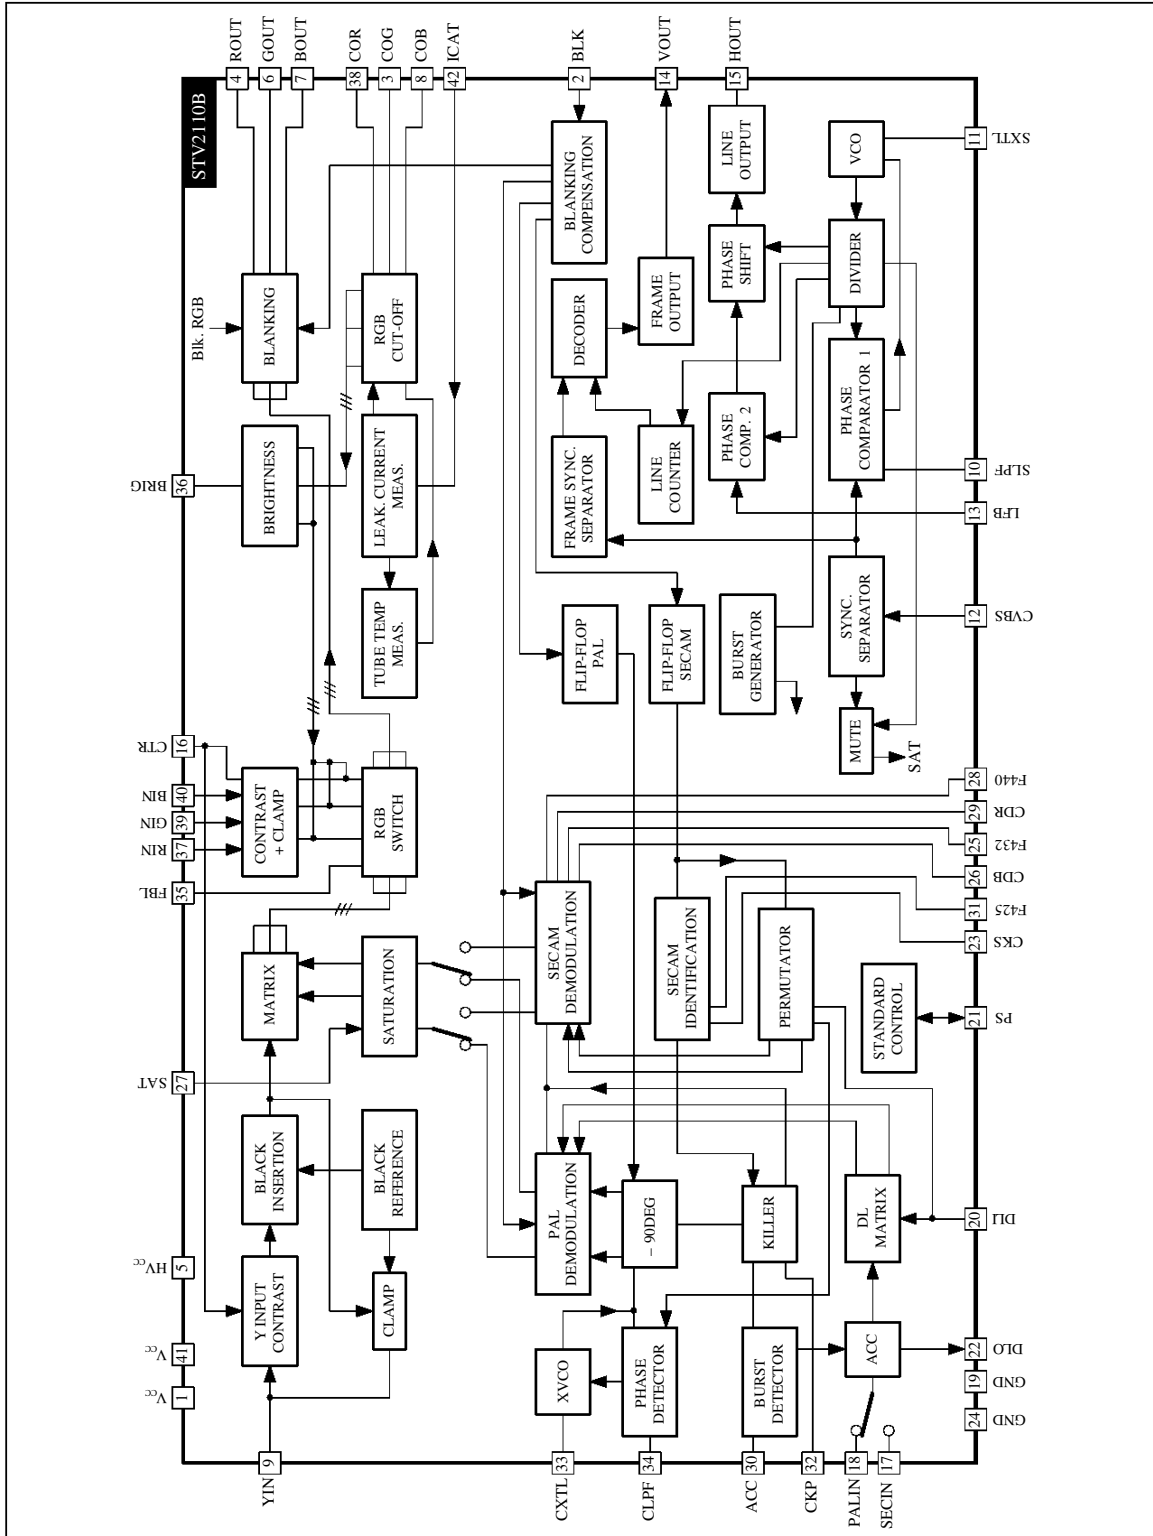 STV2110B
ROUT
4
GOUT
6
BOUT
7
COR
38
COG
3
COB
8
ICAT
42
BLK
2
VOUT
14
HOUT
15
SXTL
11
SLPF
10
LFB
13
CVBS
12
F440
28
CDR
29
F432
25
CDB
26
F425
31
CKS
23
PS
21
DLI
20
DLO
22
GND
19
GND
24
SECIN
17
PALIN
18
CKP
32
ACC
30
CLPF
34
CXTL
33
YIN
9
VCC
1
VCC
41
HVCC
5
SAT
27
FBL
35
RIN
37
GIN
39
BIN
40
CTR
16
BRIG
36
Blk. RGB
BLANKING
BRIGHTNESS
RGB
CUT-OFF
LEAK. CURRENT
MEAS.
TUBE TEMP
MEAS.
BLANKING
COMPENSATION
DECODER
FRAME
OUTPUT
FRAME SYNC.
SEPARATOR
LINE
COUNTER
LINE
OUTPUT
PHASE
SHIFT
PHASE
COMP. 2
VCO
DIVIDER
PHASE
COMPARATOR 1
SYNC.
SEPARATOR
MUTE
SAT
BURST
GENERATOR
FLIP-FLOP
PAL
FLIP-FLOP
SECAM
CONTRAST
+ CLAMP
RGB
SWITCH
MATRIX
SATURATION
SECAM
DEMODULATION
SECAM
IDENTIFICATION
PERMUTATOR
STANDARD
CONTROL
BLACK
INSERTION
BLACK
REFERENCE
Y INPUT
CONTRAST
CLAMP
PAL
DEMODULATION
– 90DEG
KILLER
DL
MATRIX
XVCO
PHASE
DETECTOR
BURST
DETECTOR
ACC